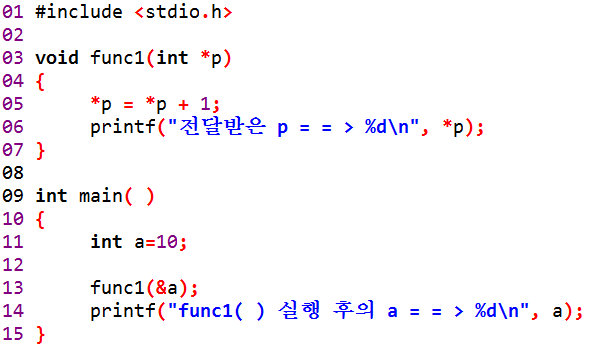 01 #include <stdio.h>
02
03 void func1(int *p)
04 {
05 *p = *p + 1;
06 printf("전달받은 p = = > %d\n", *p);
07 }
08
09 int main( )
10 {
11 int a=10;
12
13 func1(&a);
14 printf("func1( ) 실행 후의 a = = > %d\n", a);
15 }